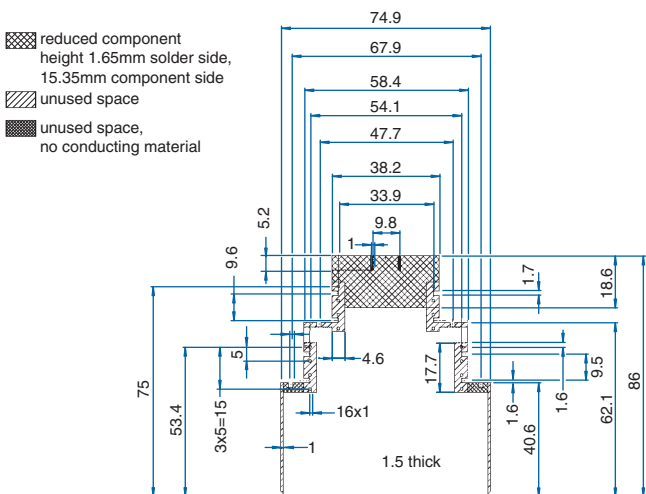 reduced component
height 1.65mm solder side,
15.35mm component side
unused space
unused space,
no conducting material
74.9
67.9
58.4
54.1
47.7
38.2
33.9
9.8
5.2
1
9.6
1.7
18.6
75
53.4
5
3x5=15
4.6
17.7
16x1
1
1.6
40.6
1.6
9.5
62.1
86
1.5 thick